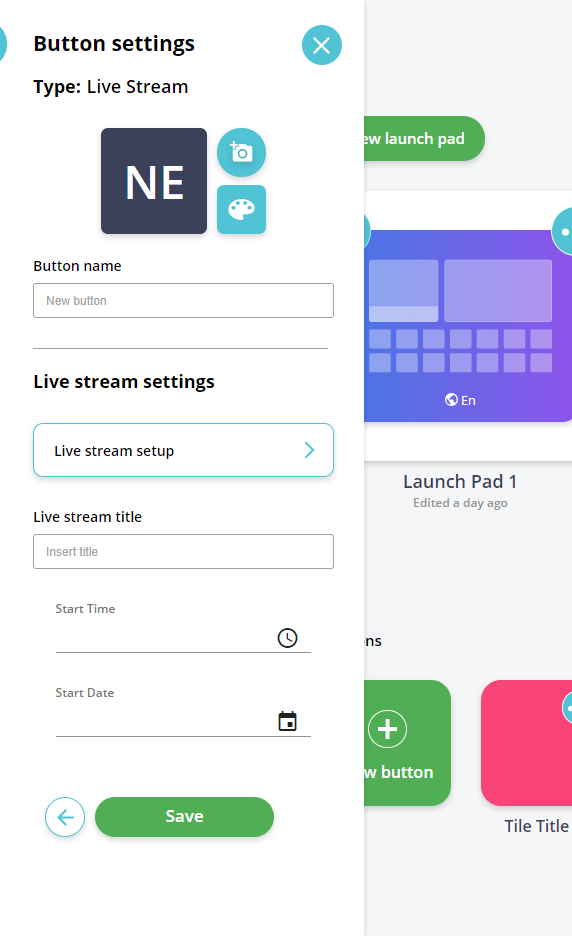 Button settings
Type: Live Stream
NE
Button name
New button
Live stream settings
Live stream setup
Live stream title
Insert title
Start Time
Start Date
Save
launch pad
En
Launch Pad 1
Edited a day ago
button
Tile Title